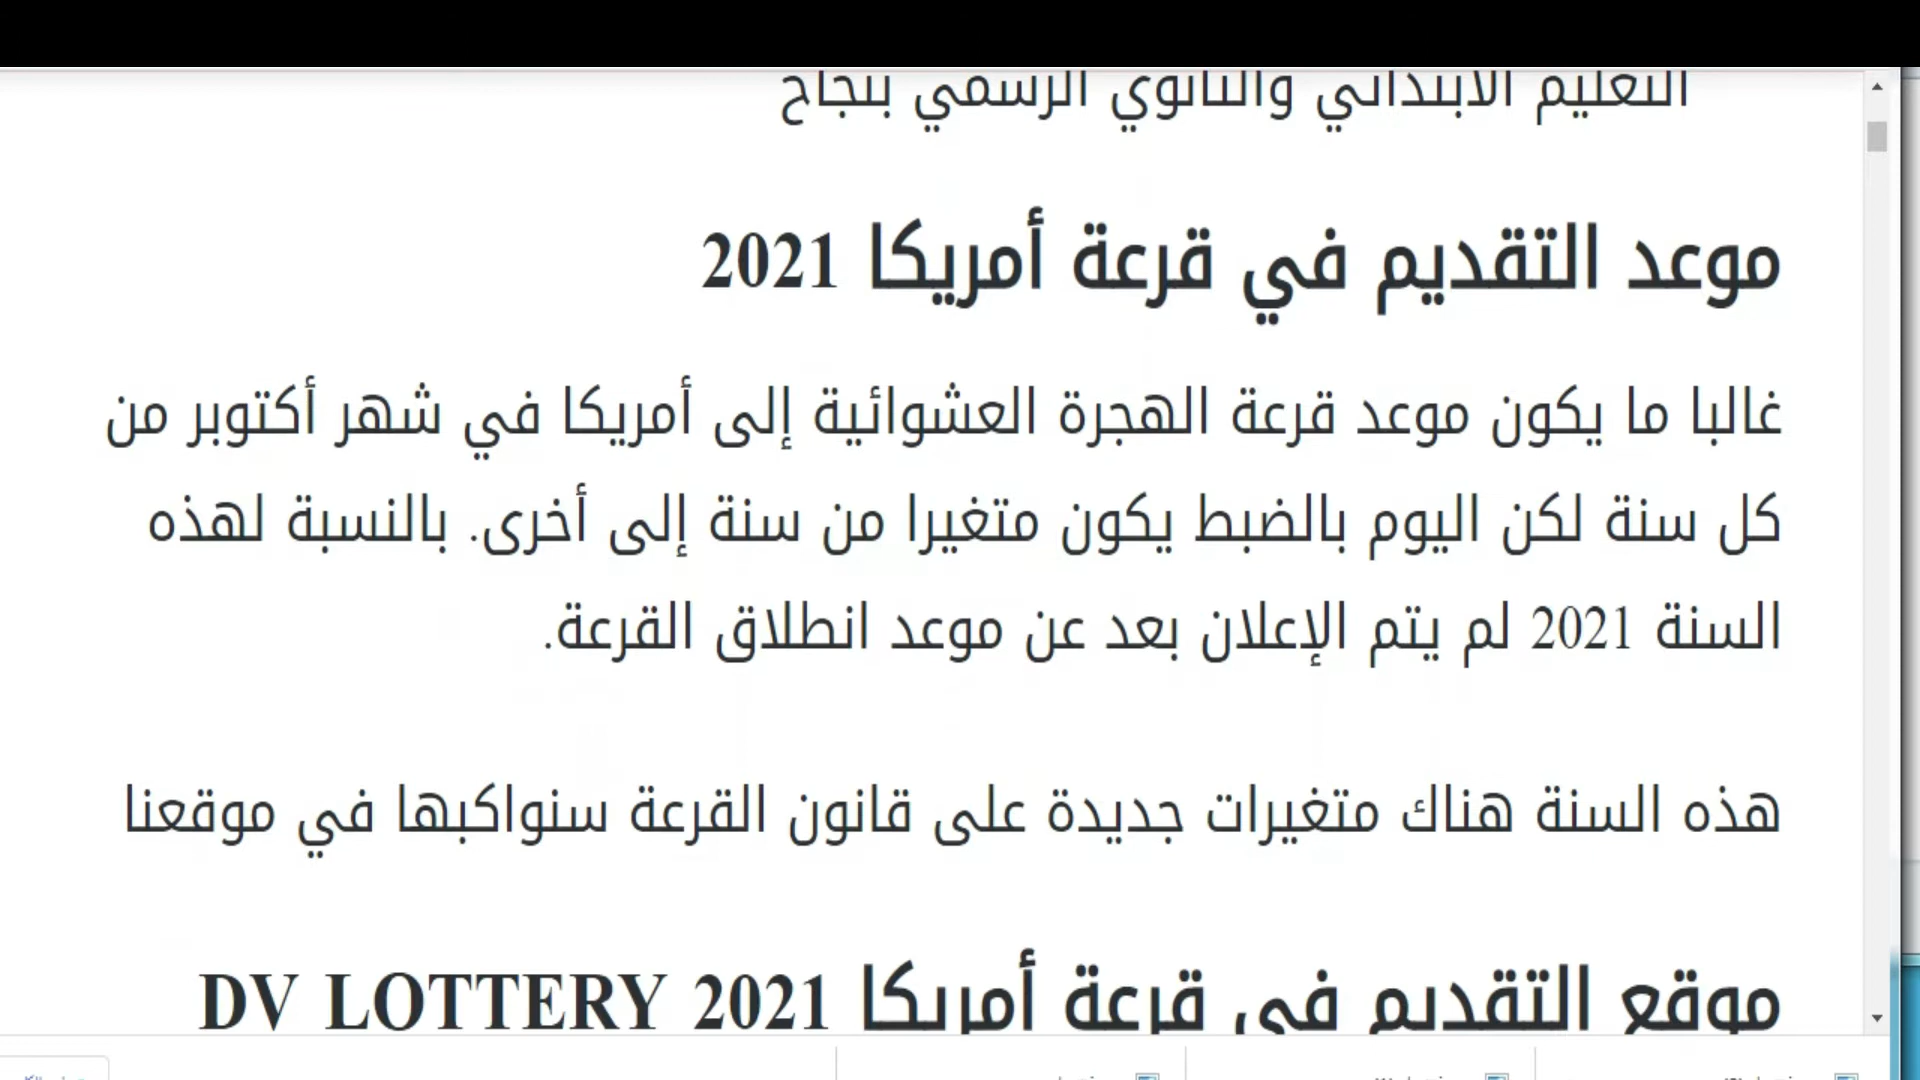 التعليم الابتدائي والثانوي الرسمي بنجاح
موعد التقديم في قرعة أمريكا 2021
غالبا ما يكون موعد قرعة الهجرة العشوائية إلى أمريكا في شهر أكتوبر من
كل سنة لكن اليوم بالضبط يكون متغيرا من سنة إلى أخرى. بالنسبة لهذه
السنة 2021 لم يتم الإعلان بعد عن موعد انطلاق القرعة.
هذه السنة هناك متغيرات جديدة على قانون القرعة سنواكبها في موقعنا
موقع التقديم في قرعة أمريكا 2021 DV LOTTERY